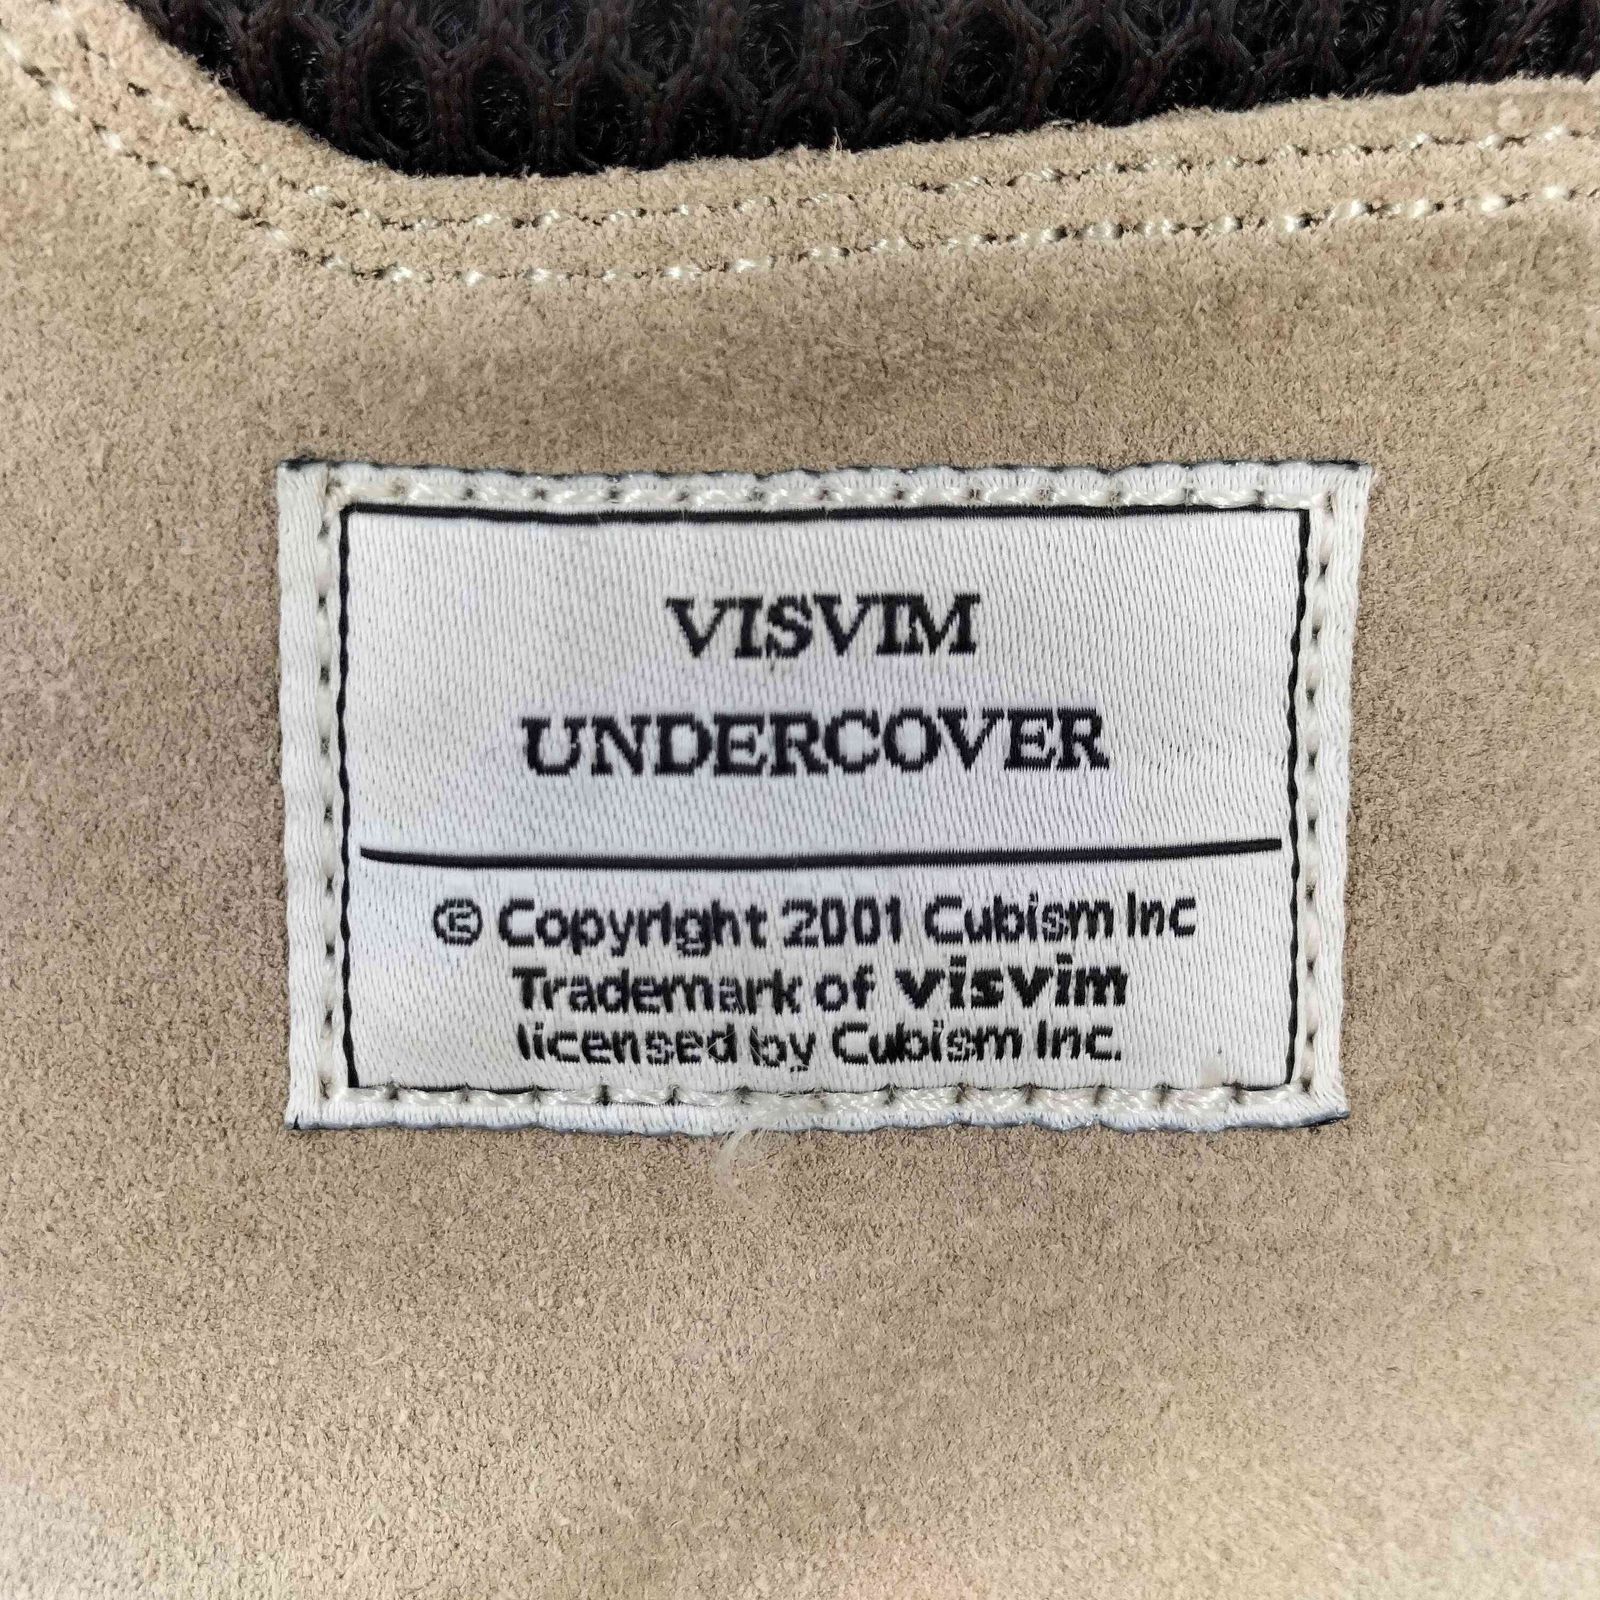 VISVIM
UNDERCOVER
© Copyright 2001 Cubism Inc
Trademark of visvim
licensed by Cubism Inc.